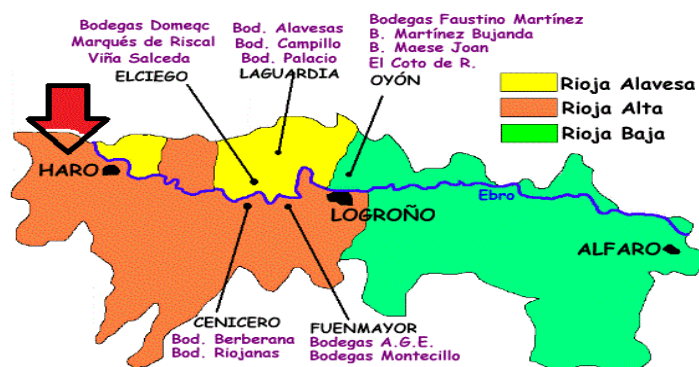 Bodegas Domeqc
Marqués de Riscal
Viña Salceda
ELCIEGO
Bod. Alavesas
Bod. Campillo
Bod. Palacio
LAGUARDIA
Bodegas Faustino Martínez
B. Martínez Bujanda
B. Maese Joan
El Coto de R.
OYÓN
Rioja Alavesa
Rioja Alta
Rioja Baja
HARO
LOGROÑO
Ebro
ALFARO
CENICERO
Bod. Berberana
Bod. Riojanas
FUENMAYOR
Bodegas A.G.E.
Bodegas Montecillo